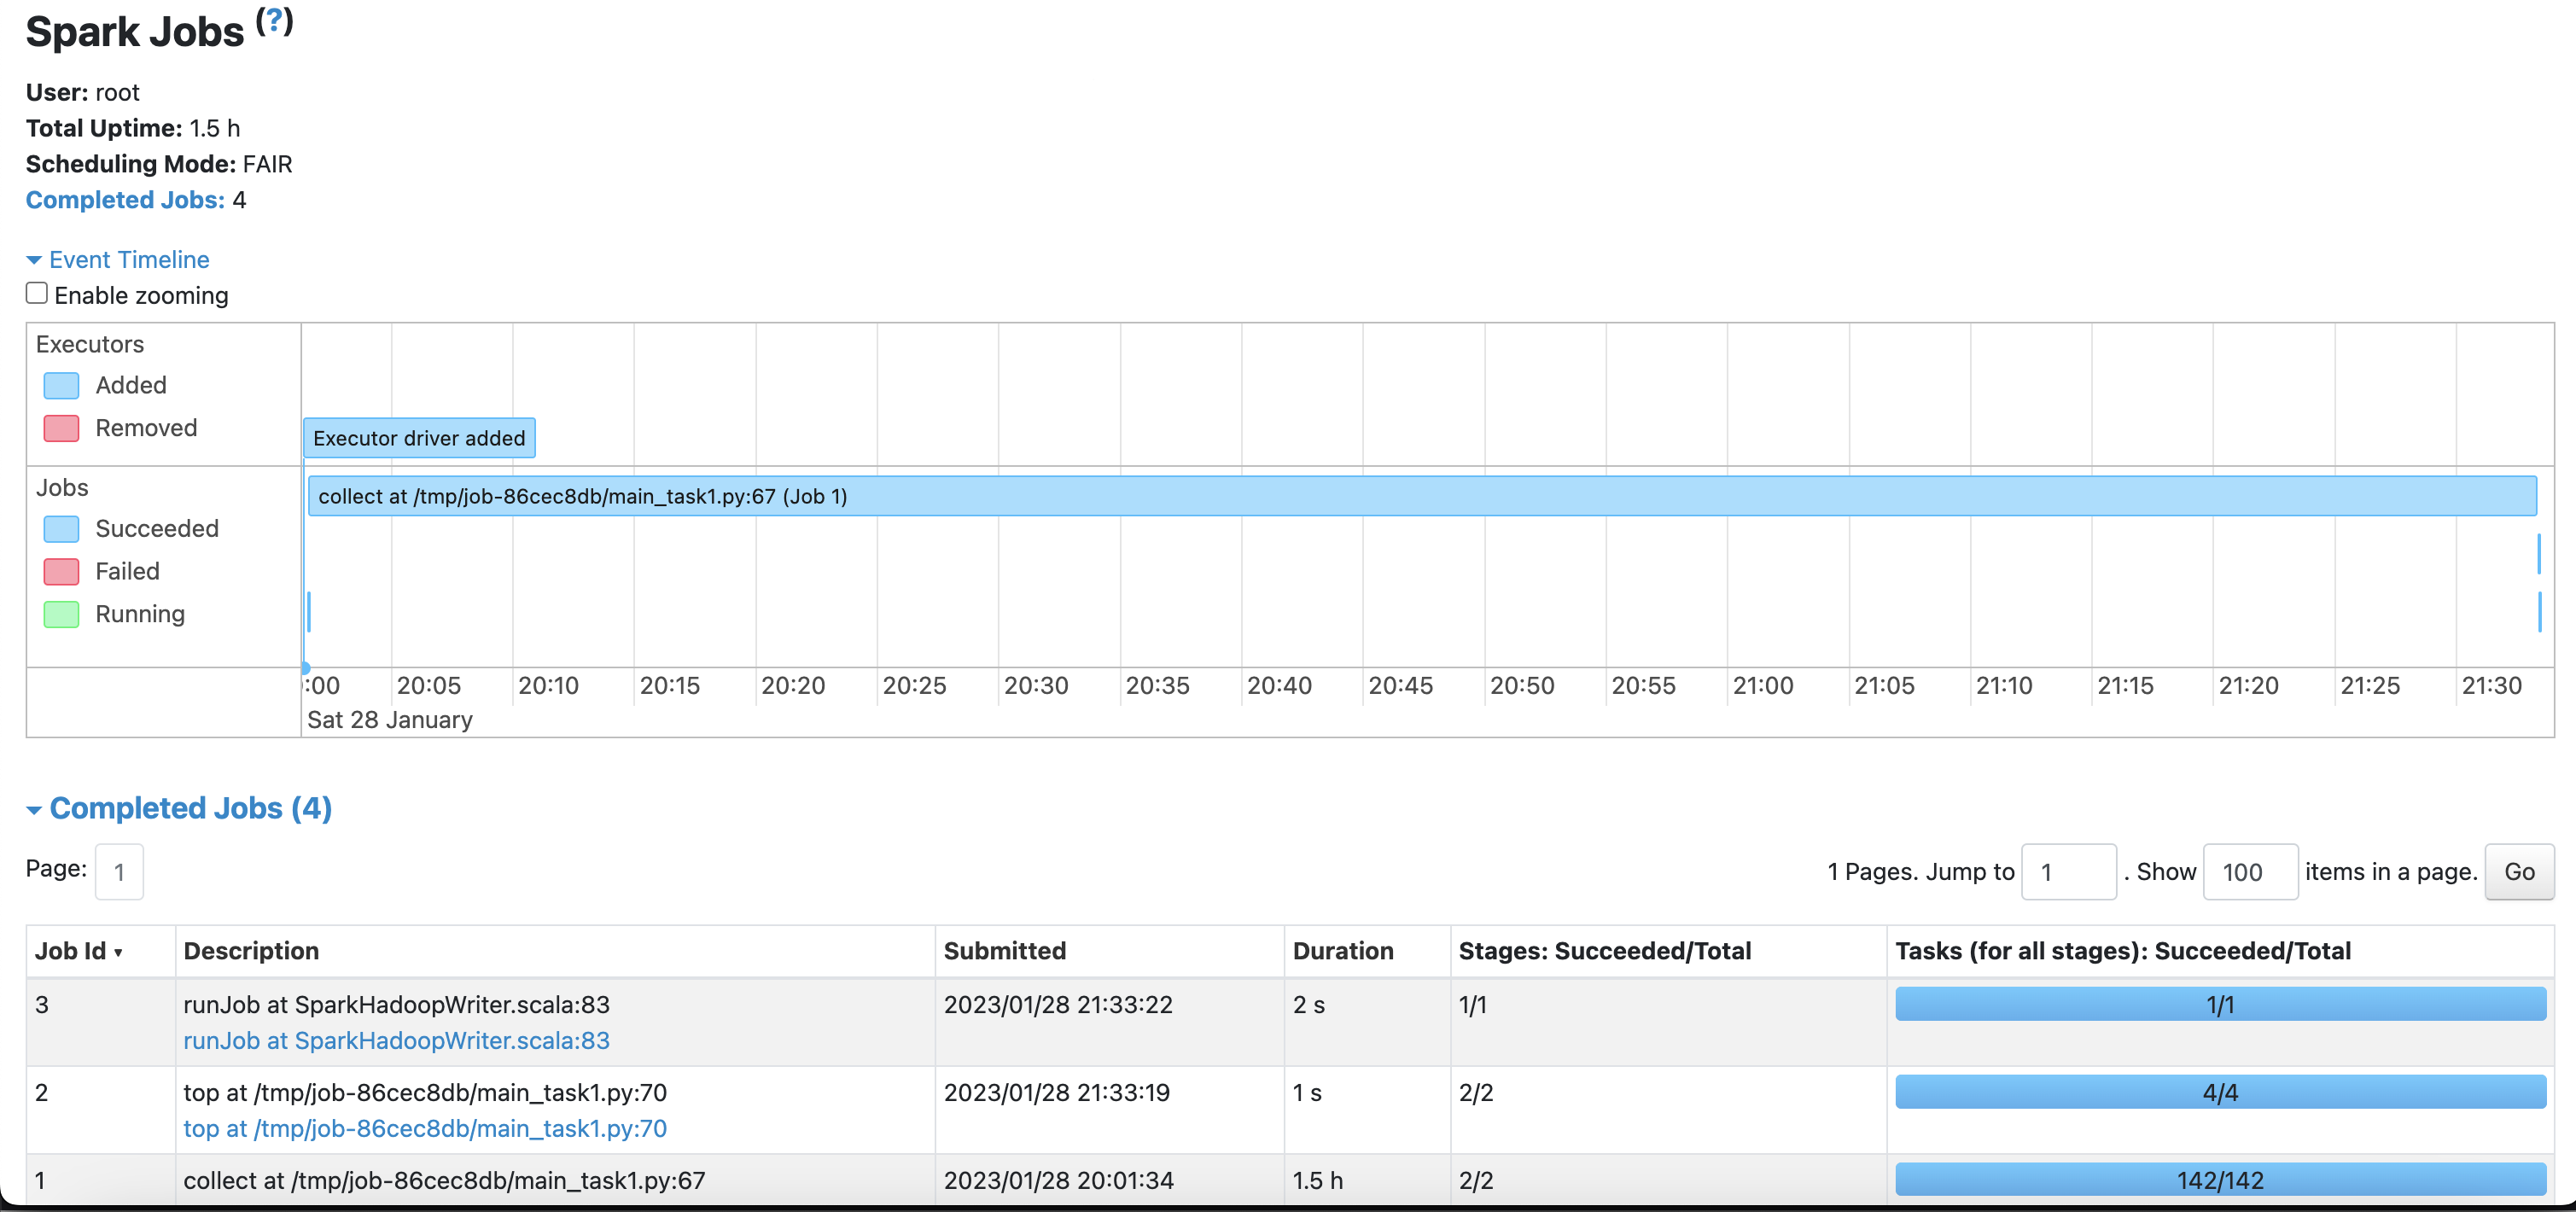 Spark Jobs (?)
User: root
Total Uptime: 1.5 h
Scheduling Mode: FAIR
Completed Jobs: 4
Event Timeline
Enable zooming
Executors
Added
Removed
Executor driver added
Jobs
Succeeded
Failed
Running
collect at /tmp/job-86cec8db/main_task1.py:67 (Job 1)
:00 20:05 20:10 20:15 20:20 20:25 20:30 20:35 20:40 20:45 20:50 20:55 21:00 21:05 21:10 21:15 21:20 21:25 21:30
Sat 28 January
Completed Jobs (4)
Page: 1 1 Pages. Jump to 1 . Show 100 items in a page. Go
Job Id ▾ Description Submitted Duration Stages: Succeeded/Total Tasks (for all stages): Succeeded/Total
3 runJob at SparkHadoopWriter.scala:83 2023/01/28 21:33:22 2 s 1/1 1/1
runJob at SparkHadoopWriter.scala:83
2 top at /tmp/job-86cec8db/main_task1.py:70 2023/01/28 21:33:19 1 s 2/2 4/4
top at /tmp/job-86cec8db/main_task1.py:70
1 collect at /tmp/job-86cec8db/main_task1.py:67 2023/01/28 20:01:34 1.5 h 2/2 142/142